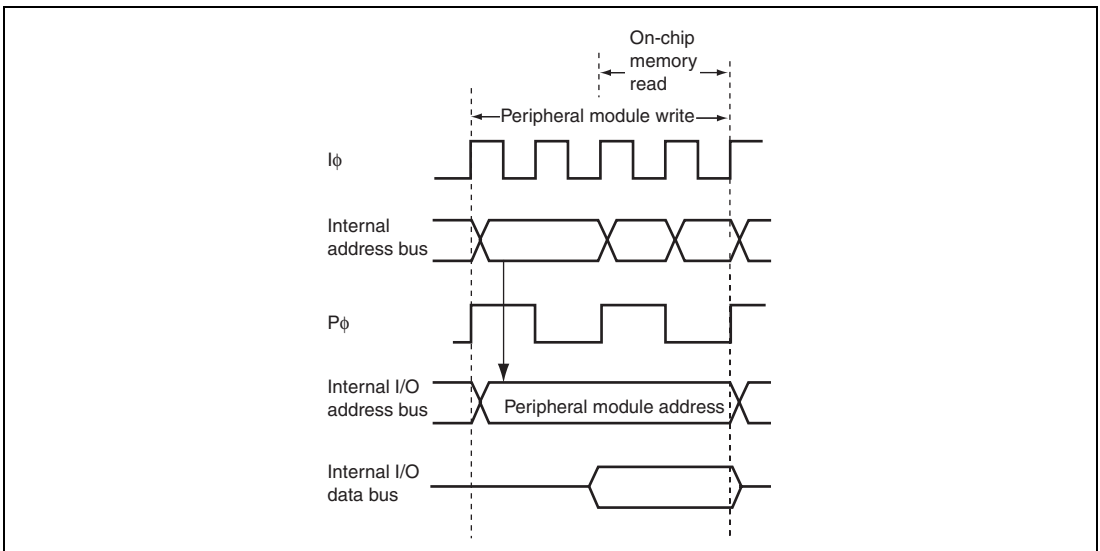 On-chip
memory
read
Peripheral module write
Iϕ
Internal
address bus
Pϕ
Internal I/O
address bus
Peripheral module address
Internal I/O
data bus